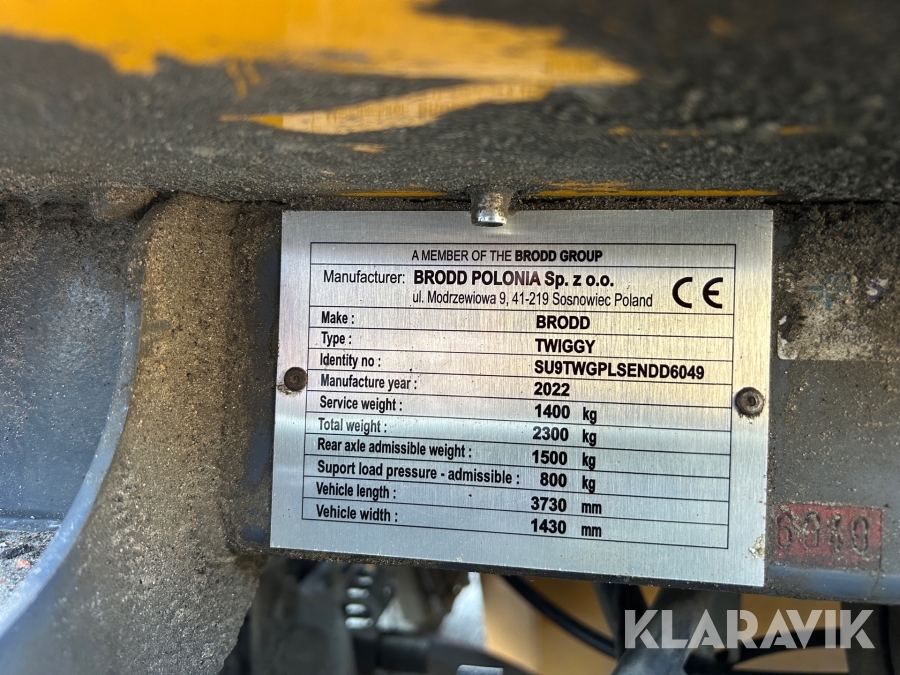 A MEMBER OF THE BRODD GROUP
Manufacturer: BRODD POLONIA Sp. z o.o.
ul. Modrzewiowa 9, 41-219 Sosnowiec Poland
CE
Make : BRODD
Type : TWIGGY
Identity no : SU9TWGPLSENDD6049
Manufacture year : 2022
Service weight : 1400 kg
Total weight : 2300 kg
Rear axle admissible weight : 1500 kg
Suport load pressure - admissible : 800 kg
Vehicle length : 3730 mm
Vehicle width : 1430 mm
KLARAVIK